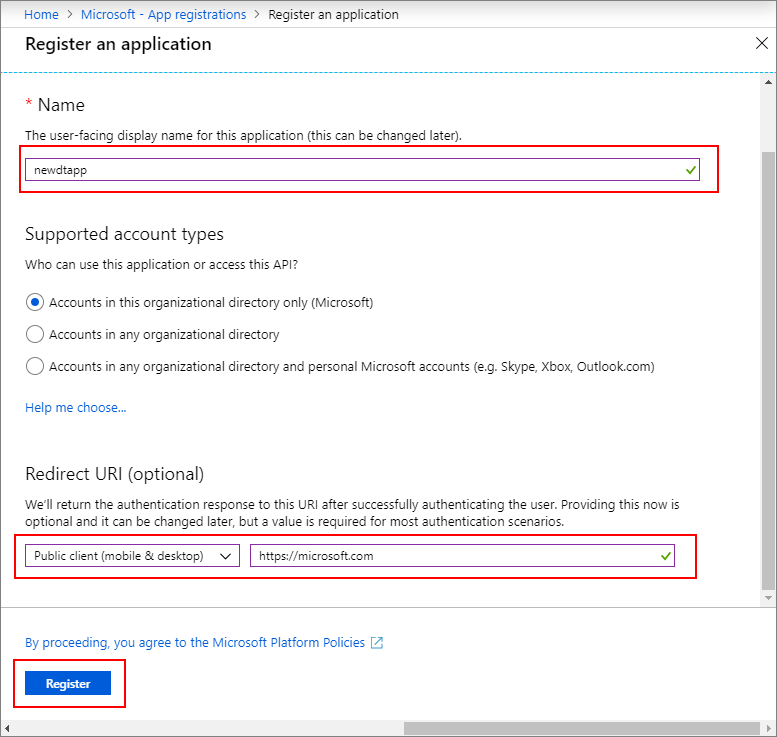 Home > Microsoft - App registrations > Register an application
Register an application
* Name
The user-facing display name for this application (this can be changed later).
newdtapp
Supported account types
Who can use this application or access this API?
Accounts in this organizational directory only (Microsoft)
Accounts in any organizational directory
Accounts in any organizational directory and personal Microsoft accounts (e.g. Skype, Xbox, Outlook.com)
Help me choose...
Redirect URI (optional)
We'll return the authentication response to this URI after successfully authenticating the user. Providing this now is
optional and it can be changed later, but a value is required for most authentication scenarios.
Public client (mobile & desktop) https://microsoft.com
By proceeding, you agree to the Microsoft Platform Policies
Register